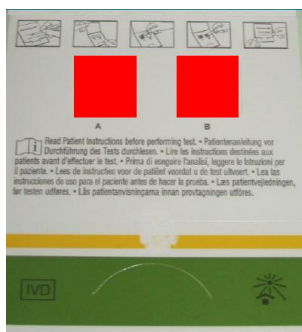 A B
Read Patient Instructions before performing test. • Patientenanleitung vor
Durchführung des Tests durchlesen. • Lire les instructions destinées aux
patients avant d'effectuer le test. • Prima di eseguire l'analisi, leggere le Istruzioni per
il paziente. • Lees de instructies voor de patiënt voordat u de test uitvoert. • Lea las
instrucciones de uso para el paciente antes de hacer la prueba. • Læs patientvejledningen,
før testen udføres. • Läs patientanvisningarna innan provtagningen utföres.
IVD